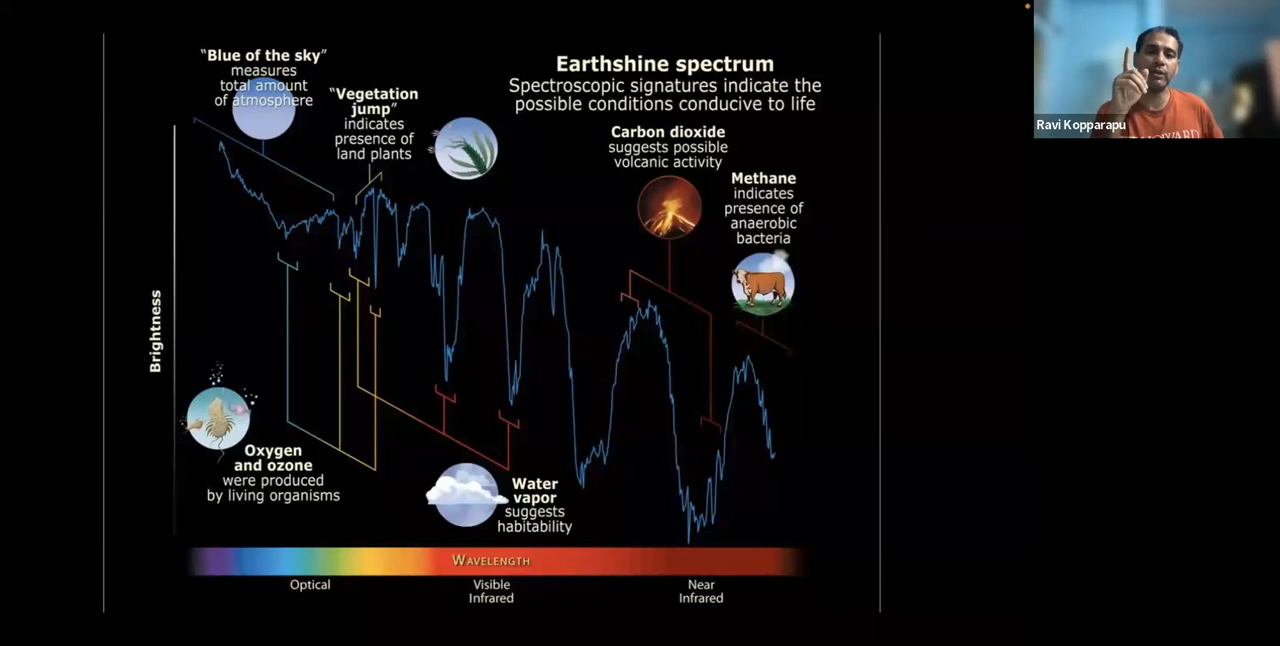 “Blue of the sky”
measures
total amount
of atmosphere
“Vegetation
jump”
indicates
presence of
land plants
Earthshine spectrum
Spectroscopic signatures indicate the
possible conditions conducive to life
Carbon dioxide
suggests possible
volcanic activity
Methane
indicates
presence of
anaerobic
bacteria
Brightness
Oxygen
and ozone
were produced
by living organisms
Water
vapor
suggests
habitability
WAVELENGTH
Optical
Visible
Infrared
Near
Infrared
Ravi Kopparapu